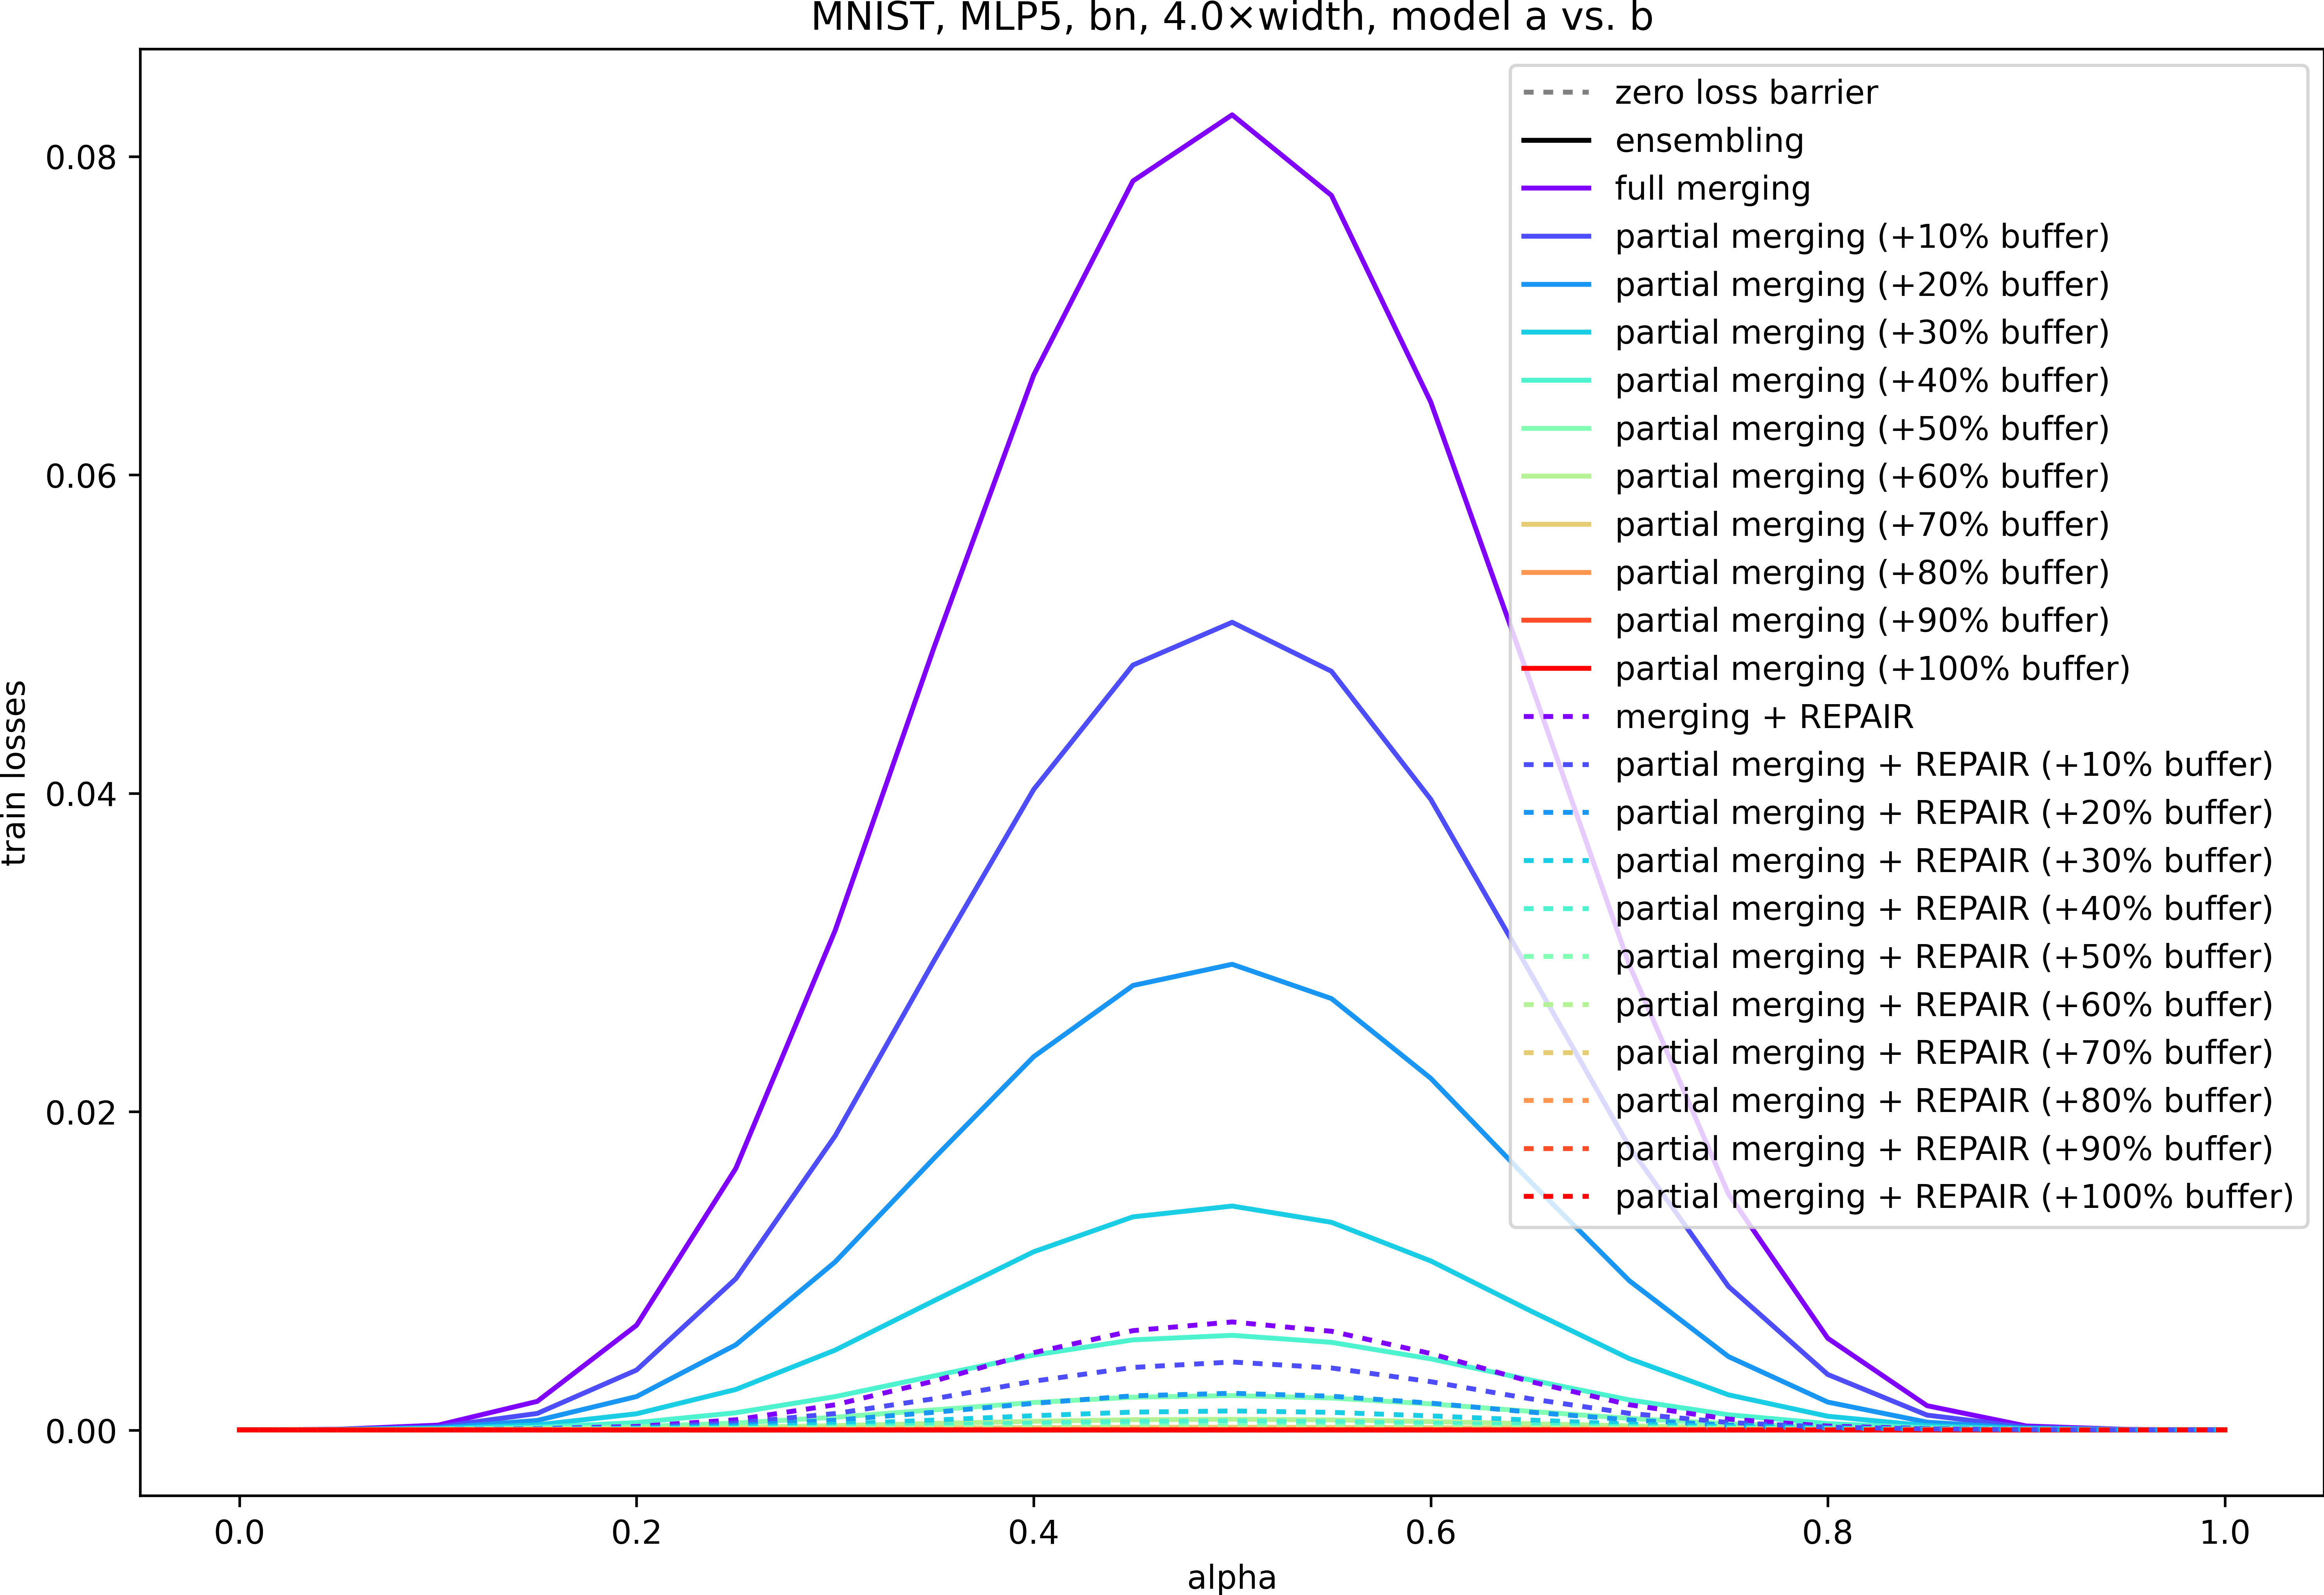 MNIST, MLP5, bn, 4.0×width, model a vs. b
zero loss barrier
ensembling
full merging
partial merging (+10% buffer)
partial merging (+20% buffer)
partial merging (+30% buffer)
partial merging (+40% buffer)
partial merging (+50% buffer)
partial merging (+60% buffer)
partial merging (+70% buffer)
partial merging (+80% buffer)
partial merging (+90% buffer)
partial merging (+100% buffer)
merging + REPAIR
partial merging + REPAIR (+10% buffer)
partial merging + REPAIR (+20% buffer)
partial merging + REPAIR (+30% buffer)
partial merging + REPAIR (+40% buffer)
partial merging + REPAIR (+50% buffer)
partial merging + REPAIR (+60% buffer)
partial merging + REPAIR (+70% buffer)
partial merging + REPAIR (+80% buffer)
partial merging + REPAIR (+90% buffer)
partial merging + REPAIR (+100% buffer)
train losses
0.08
0.06
0.04
0.02
0.00
0.0
0.2
0.4
0.6
0.8
1.0
alpha